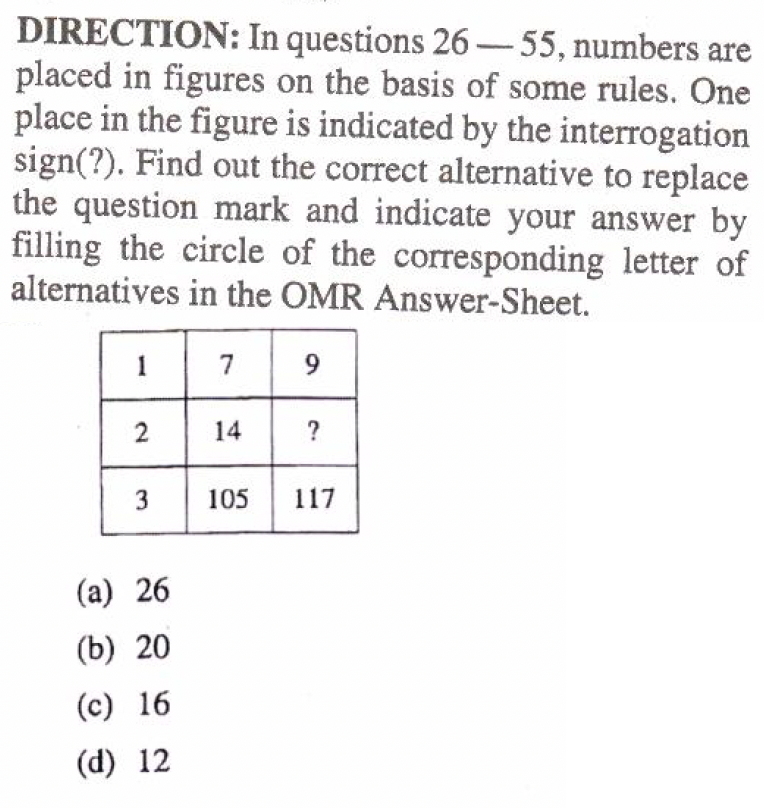 DIRECTION: In questions 26 — 55, numbers are
placed in figures on the basis of some rules. One
place in the figure is indicated by the interrogation
sign(?). Find out the correct alternative to replace
the question mark and indicate your answer by
filling the circle of the corresponding letter of
alternatives in the OMR Answer-Sheet.
1 7 9
2 14 ?
3 105 117
(a) 26
(b) 20
(c) 16
(d) 12